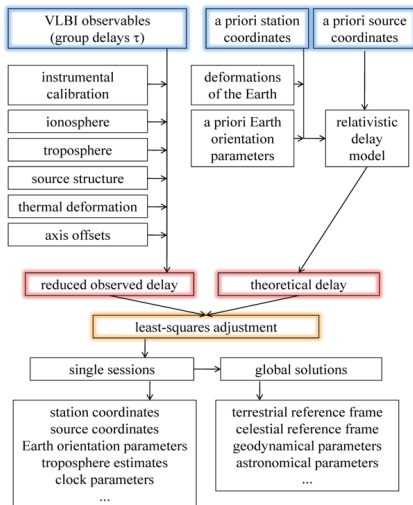 VLBI observables
(group delays τ)
a priori station
coordinates
a priori source
coordinates
instrumental
calibration
ionosphere
troposphere
source structure
thermal deformation
axis offsets
deformations
of the Earth
a priori Earth
orientation
parameters
relativistic
delay
model
reduced observed delay
theoretical delay
least-squares adjustment
single sessions
global solutions
station coordinates
source coordinates
Earth orientation parameters
troposphere estimates
clock parameters
...
terrestrial reference frame
celestial reference frame
geodynamical parameters
astronomical parameters
...